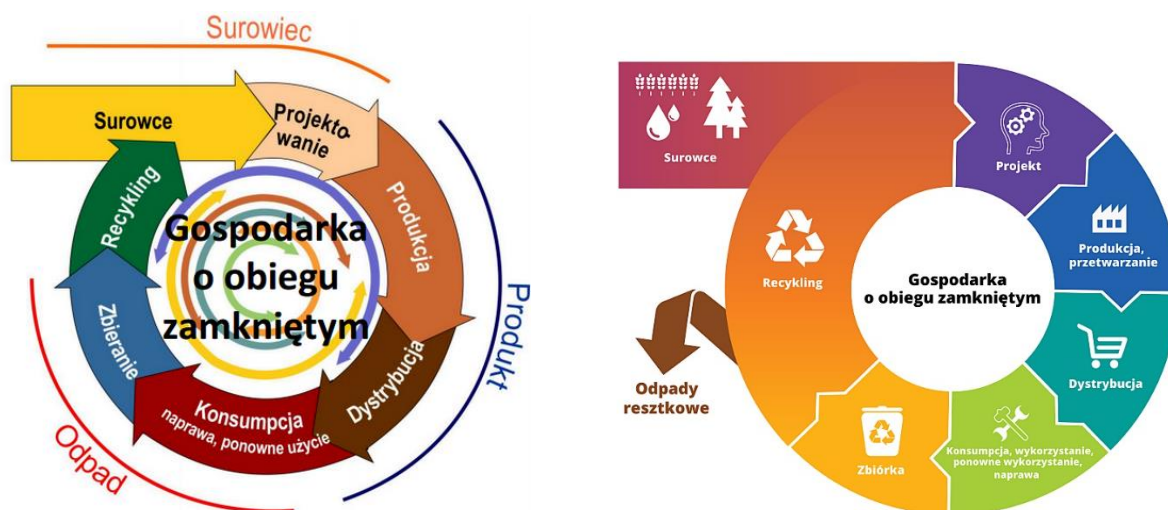 Surowiec
Surowce
Projekto-
wanie
Produkcja
Dystrybucja
Konsumpcja
naprawa, ponowne użycie
Zbieranie
Recykling
Gospodarka
o obiegu
zamkniętym
Produkt
Odpad
Surowce
Projekt
Produkcja,
przetwarzanie
Dystrybucja
Konsumpcja, wykorzystanie,
ponowne wykorzystanie,
naprawa
Zbiórka
Recykling
Odpady
resztkowe
Gospodarka
o obiegu zamkniętym